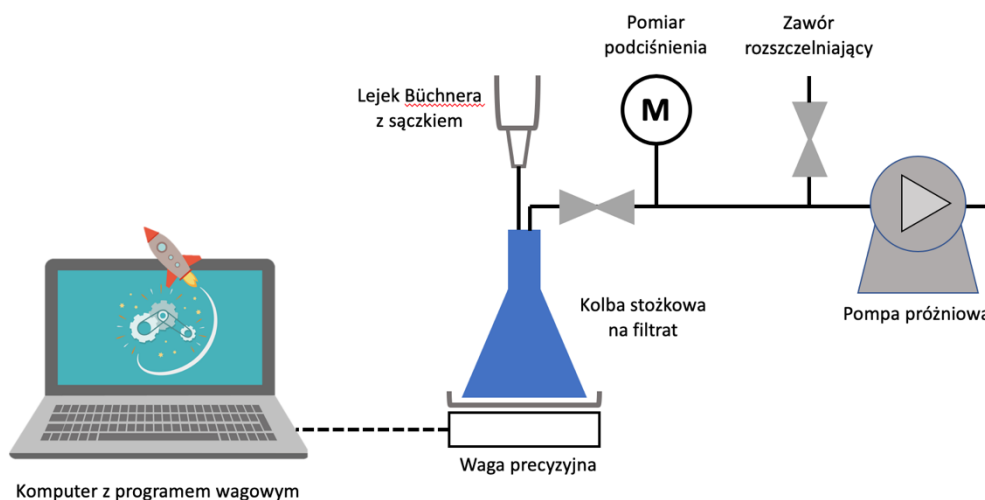 Pomiar
podciśnienia
Zawór
rozszczelniający
Lejek Büchnera
z sączkiem
M
Kolba stożkowa
na filtrat
Pompa próżniowa
Waga precyzyjna
Komputer z programem wagowym